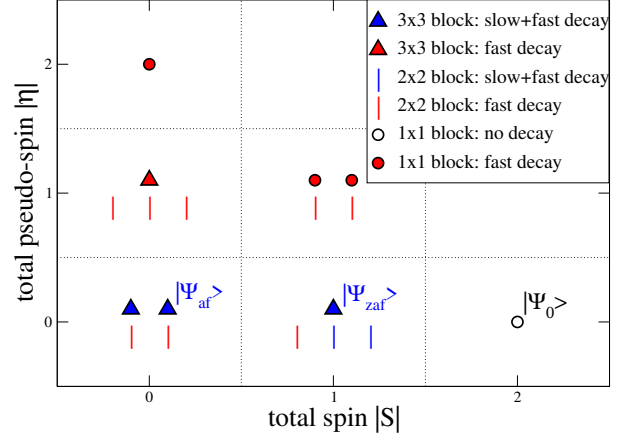 3x3 block: slow+fast decay
3x3 block: fast decay
2x2 block: slow+fast decay
2x2 block: fast decay
1x1 block: no decay
1x1 block: fast decay
total pseudo-spin |η|
2
1
0
|Ψaf>
|Ψzaf>
|Ψ0>
0
1
2
total spin |S|